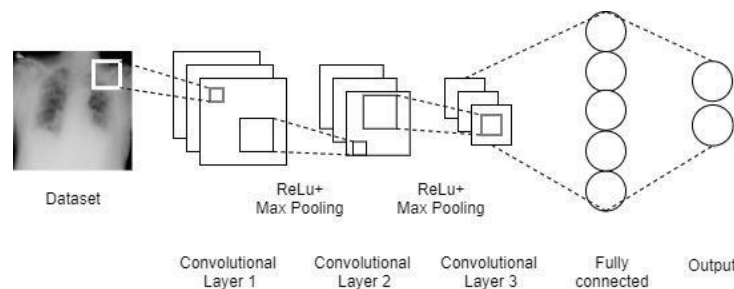 Dataset
ReLu+
Max Pooling
ReLu+
Max Pooling
Convolutional
Layer 1
Convolutional
Layer 2
Convolutional
Layer 3
Fully
connected
Output